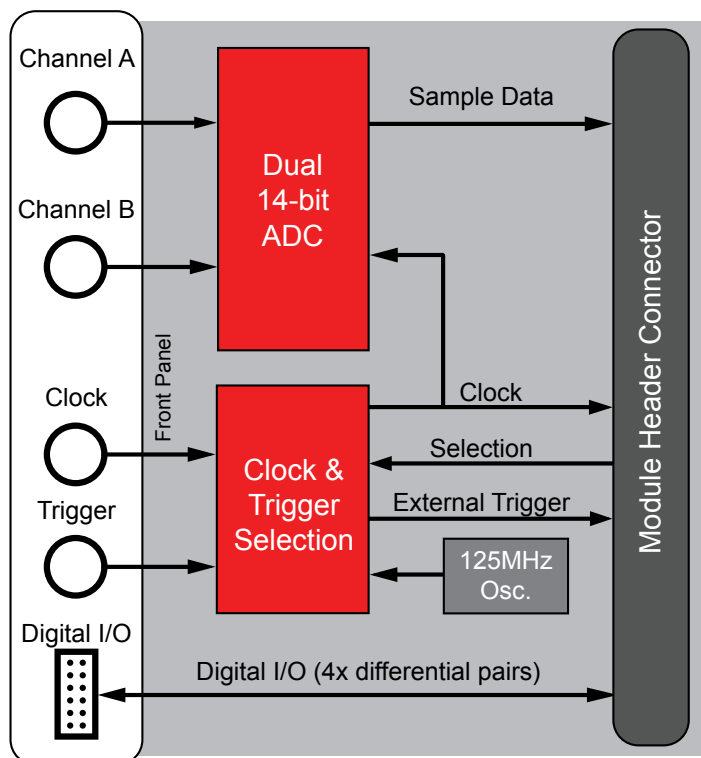 Channel A
Sample Data
Dual
14-bit
ADC
Channel B
Front Panel
Module Header Connector
Clock
Clock
Selection
Clock &
Trigger
Selection
Trigger
External Trigger
125MHz
Osc.
Digital I/O
Digital I/O (4x differential pairs)